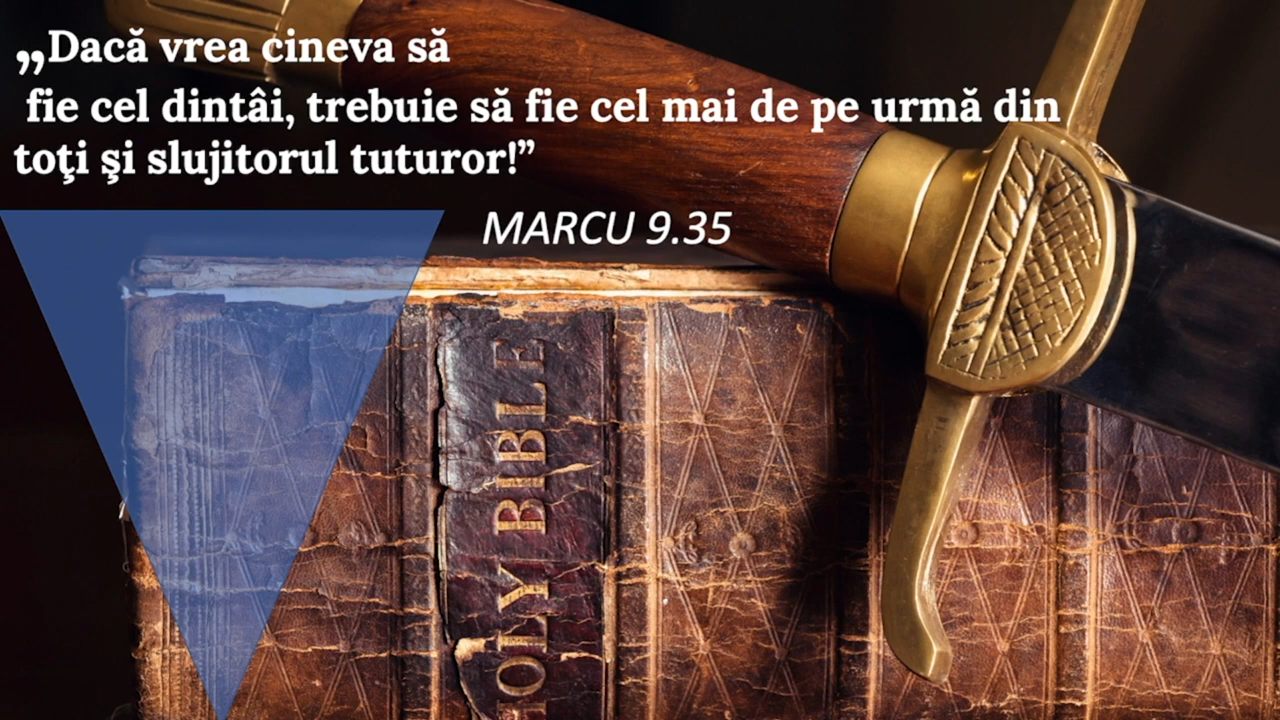 „Dacă vrea cineva să
fie cel dintâi, trebuie să fie cel mai de pe urmă din
toţi şi slujitorul tuturor!”
MARCU 9.35
HOLY BIBLE